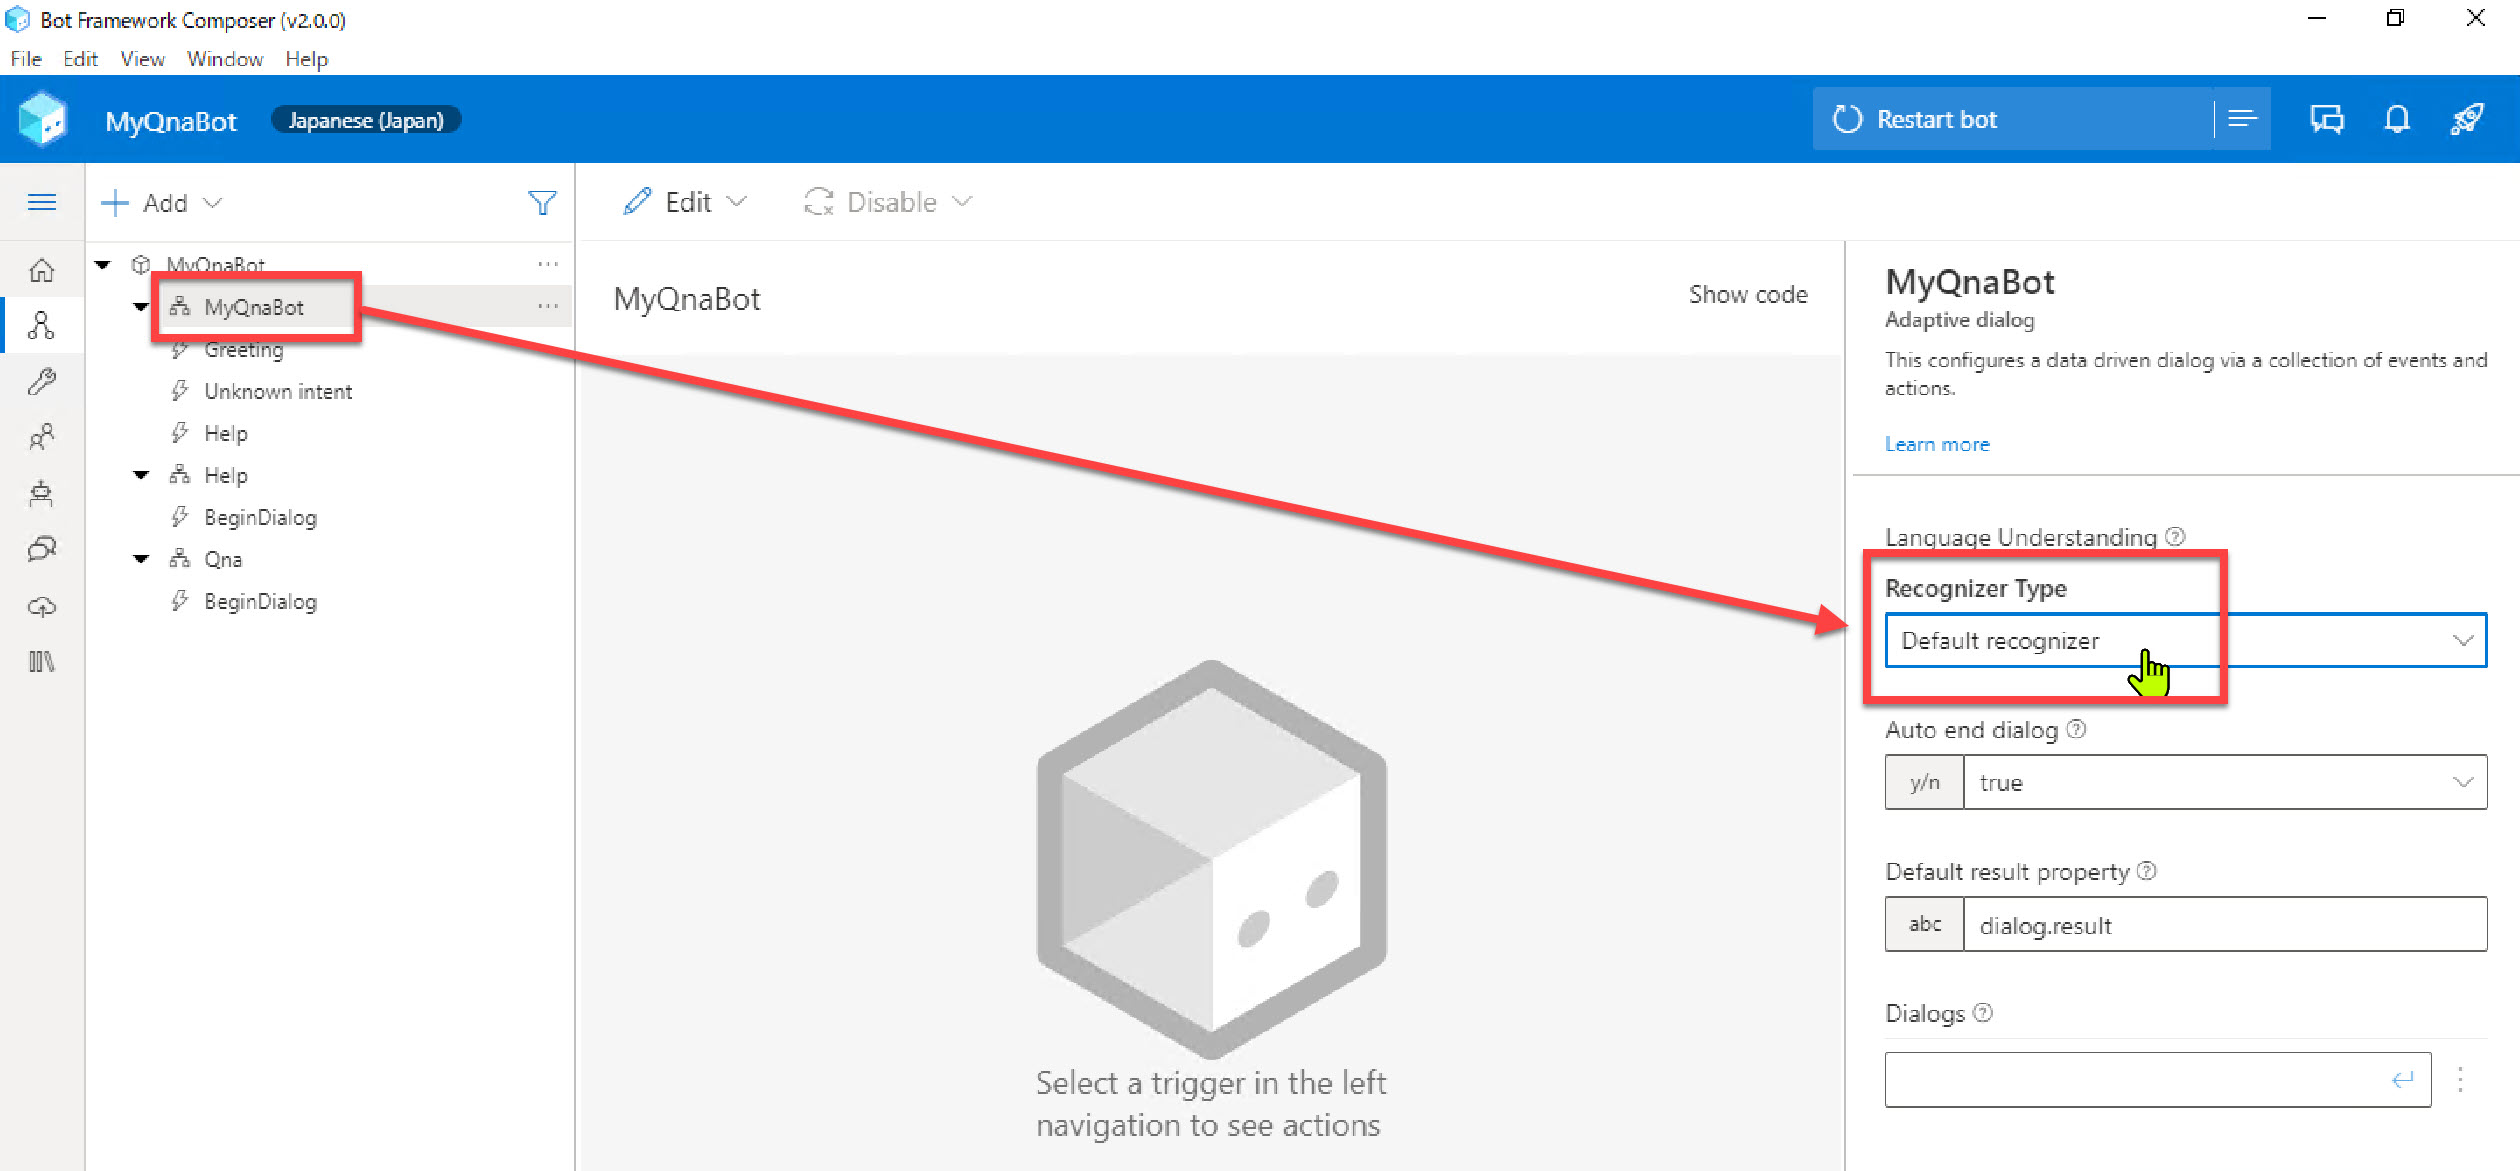 Bot Framework Composer (v2.0.0)
File Edit View Window Help
MyQnaBot Japanese (Japan) Restart bot
Add Edit Disable
MyQnaBot
MyQnaBot
Greeting
Unknown intent
Help
Help
BeginDialog
Qna
BeginDialog
MyQnaBot Show code
Select a trigger in the left
navigation to see actions
MyQnaBot
Adaptive dialog
This configures a data driven dialog via a collection of events and
actions.
Learn more
Language Understanding
Recognizer Type
Default recognizer
Auto end dialog
y/n true
Default result property
abc dialog.result
Dialogs